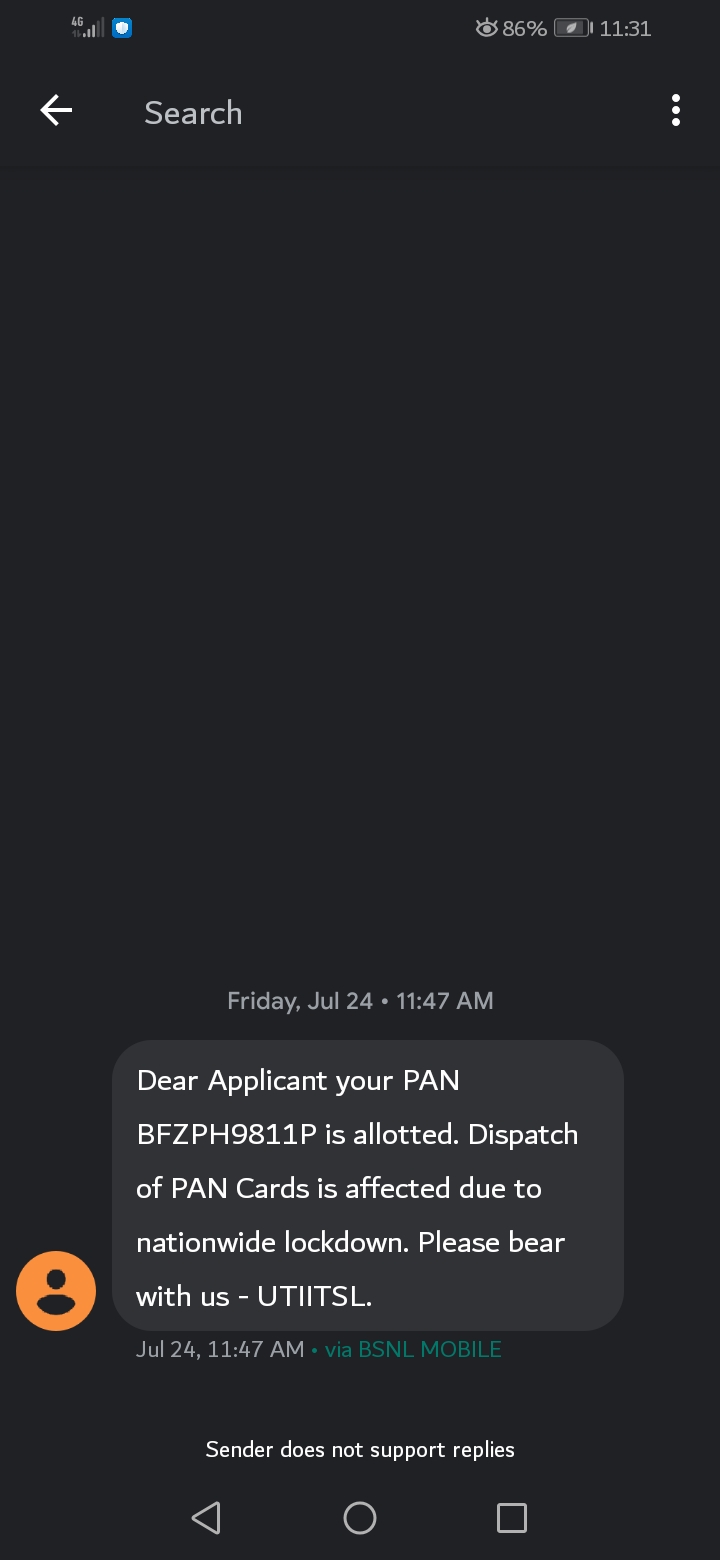 4G 86% 11:31
Search
Friday, Jul 24 • 11:47 AM
Dear Applicant your PAN
BFZPH9811P is allotted. Dispatch
of PAN Cards is affected due to
nationwide lockdown. Please bear
with us - UTIITSL.
Jul 24, 11:47 AM • via BSNL MOBILE
Sender does not support replies